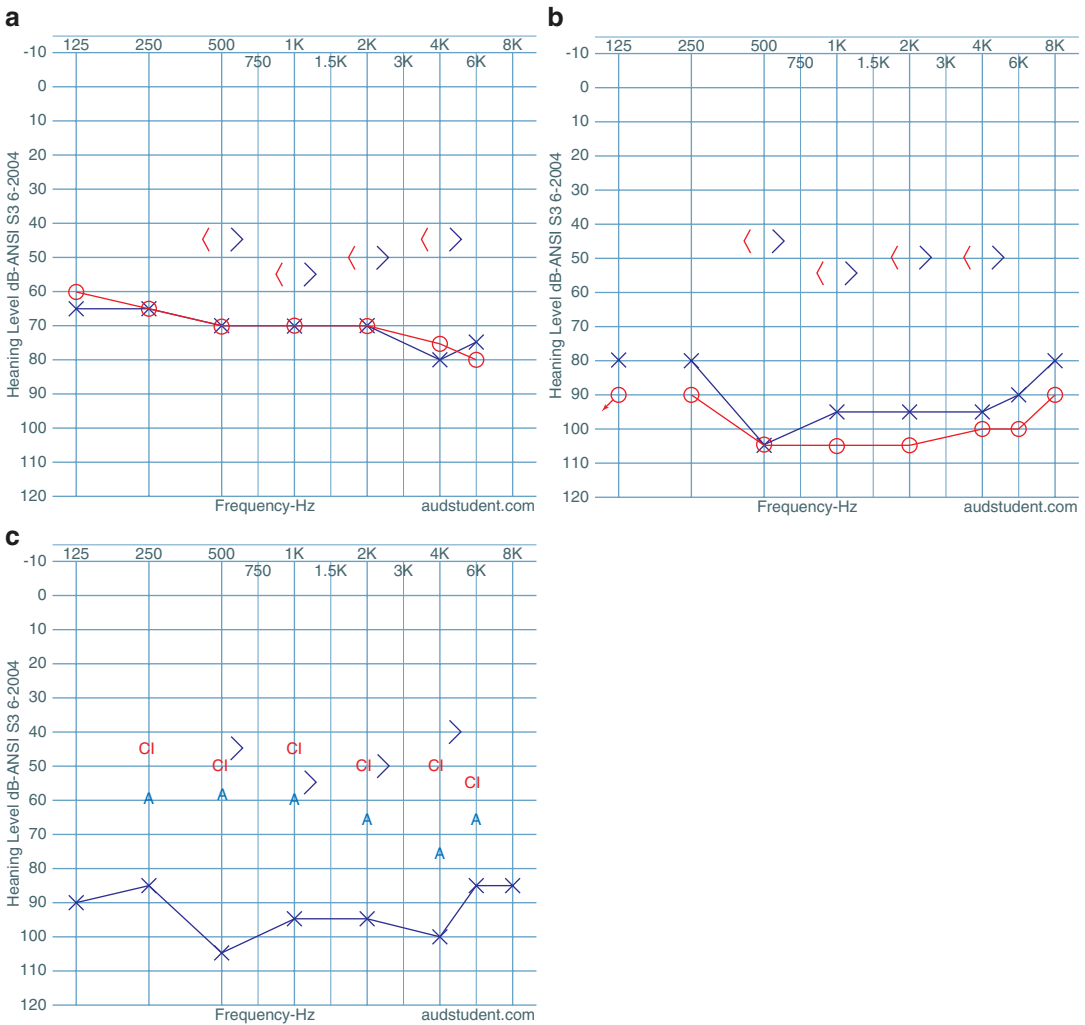 a
125 250 500 1K 2K 4K 8K
750 1.5K 3K 6K
-10
0
10
20
30
40
50
60
70
80
90
100
110
120
Heaning Level dB-ANSI S3 6-2004
Frequency-Hz
audstudent.com
b
125 250 500 1K 2K 4K 8K
750 1.5K 3K 6K
-10
0
10
20
30
40
50
60
70
80
90
100
110
120
Heaning Level dB-ANSI S3 6-2004
Frequency-Hz
audstudent.com
c
125 250 500 1K 2K 4K 8K
750 1.5K 3K 6K
-10
0
10
20
30
40
50
60
70
80
90
100
110
120
Heaning Level dB-ANSI S3 6-2004
CI CI CI CI CI CI
A A A A A A
Frequency-Hz
audstudent.com